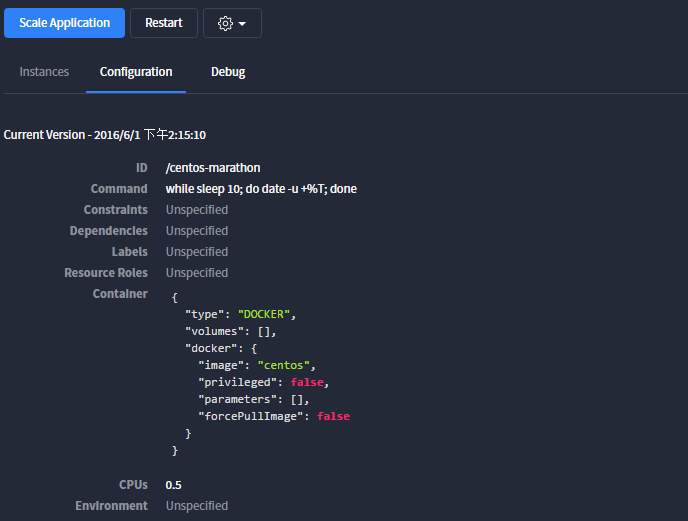 Scale Application Restart
Instances Configuration Debug
Current Version - 2016/6/1 下午2:15:10
ID /centos-marathon
Command while sleep 10; do date -u +%T; done
Constraints Unspecified
Dependencies Unspecified
Labels Unspecified
Resource Roles Unspecified
Container {
"type": "DOCKER",
"volumes": [],
"docker": {
"image": "centos",
"privileged": false,
"parameters": [],
"forcePullImage": false
}
}
CPUs 0.5
Environment Unspecified